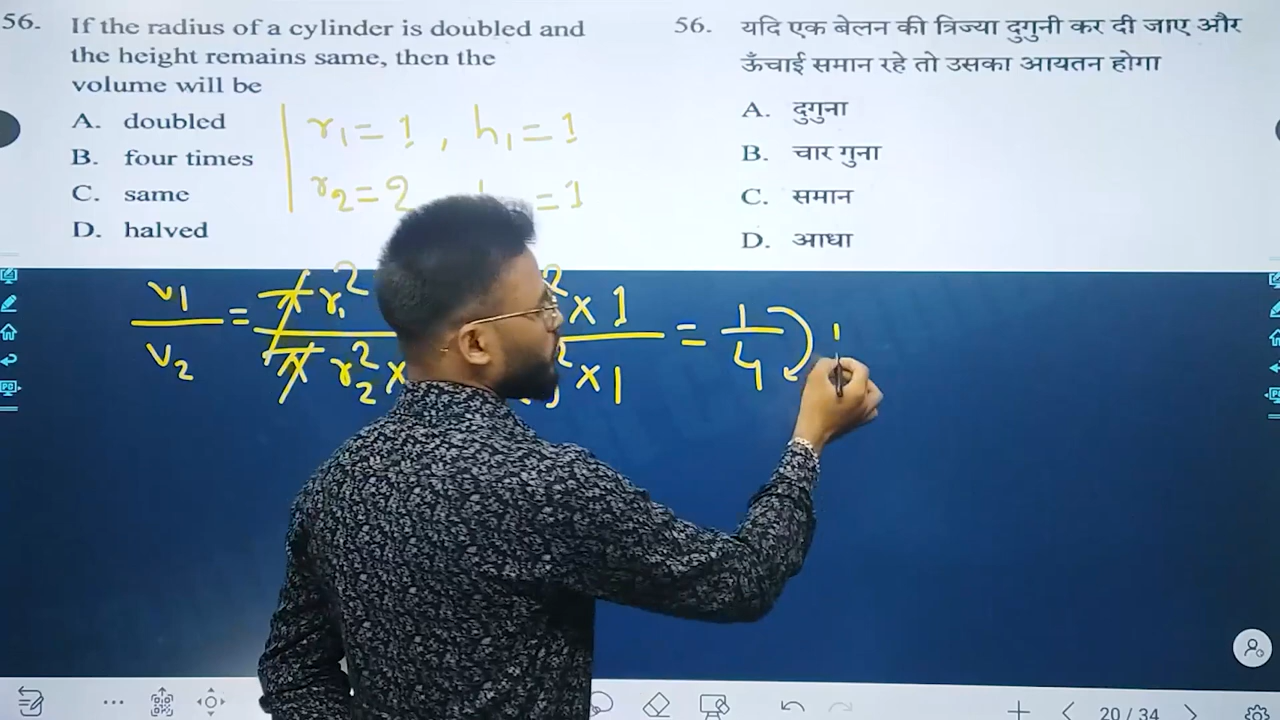 56. If the radius of a cylinder is doubled and
the height remains same, then the
volume will be
A. doubled
B. four times
C. same
D. halved
r₁ = 1 , h₁ = 1
r₂ = 2 = 1
56. यदि एक बेलन की त्रिज्या दुगुनी कर दी जाए और
ऊँचाई समान रहे तो उसका आयतन होगा
A. दुगुना
B. चार गुना
C. समान
D. आधा
v₁ = π r₁² ² × 1 = 1
v₂ π r₂² × ² × 1 4
20 / 34